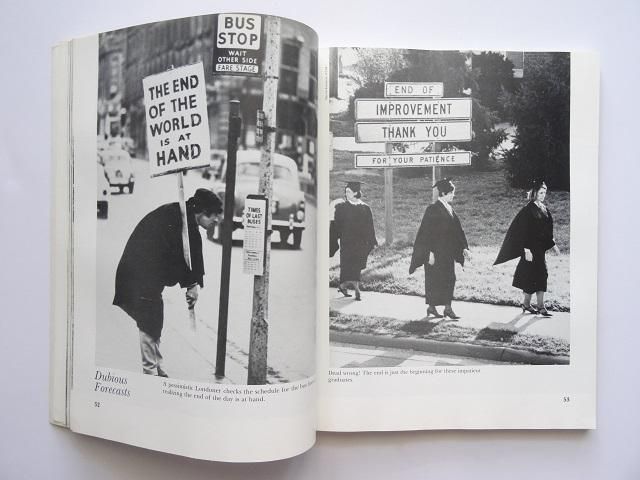 BUS
STOP
WAIT
OTHER SIDE
FARE STAGE
THE END
OF THE
WORLD
IS AT
HAND
TIMES
OF LAST
BUSES
Dubious
Forecasts
A pessimistic Londoner checks the schedule for the bus
realizing the end of the day is at hand.
52
END OF
IMPROVEMENT
THANK YOU
FOR YOUR PATIENCE
Dead wrong! The end is just the beginning for these impatient
graduates.
53